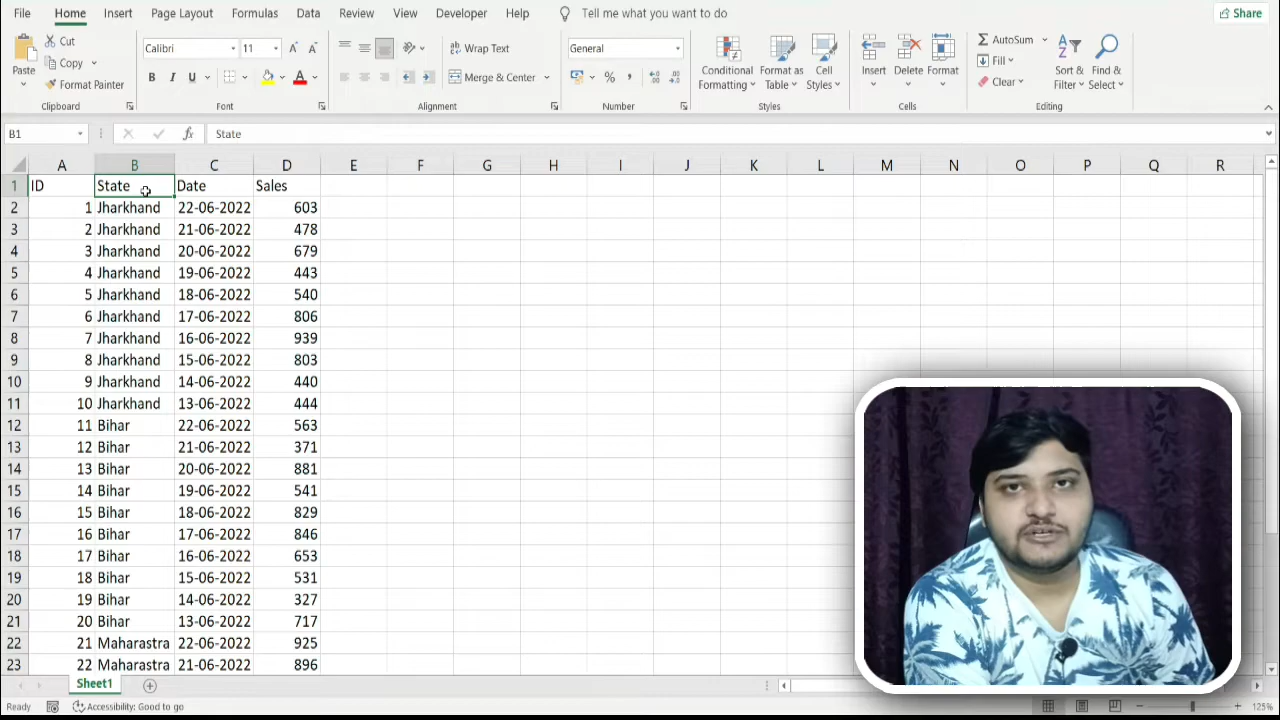 File Home Insert Page Layout Formulas Data Review View Developer Help Tell me what you want to do Share
Paste Cut Copy Format Painter Clipboard
Calibri 11 A A B I U A Font
ab Wrap Text Merge & Center Alignment
General % , Number
Conditional Formatting Format as Table Cell Styles Styles
Insert Delete Format Cells
AutoSum Fill Clear Sort & Filter Find & Select Editing
B1 fx State
A B C D E F G H I J K L M N O P Q R
1 ID State Date Sales
2 1 Jharkhand 22-06-2022 603
3 2 Jharkhand 21-06-2022 478
4 3 Jharkhand 20-06-2022 679
5 4 Jharkhand 19-06-2022 443
6 5 Jharkhand 18-06-2022 540
7 6 Jharkhand 17-06-2022 806
8 7 Jharkhand 16-06-2022 939
9 8 Jharkhand 15-06-2022 803
10 9 Jharkhand 14-06-2022 440
11 10 Jharkhand 13-06-2022 444
12 11 Bihar 22-06-2022 563
13 12 Bihar 21-06-2022 371
14 13 Bihar 20-06-2022 881
15 14 Bihar 19-06-2022 541
16 15 Bihar 18-06-2022 829
17 16 Bihar 17-06-2022 846
18 17 Bihar 16-06-2022 653
19 18 Bihar 15-06-2022 531
20 19 Bihar 14-06-2022 327
21 20 Bihar 13-06-2022 717
22 21 Maharastra 22-06-2022 925
23 22 Maharastra 21-06-2022 896
Sheet1
Ready Accessibility: Good to go 125%